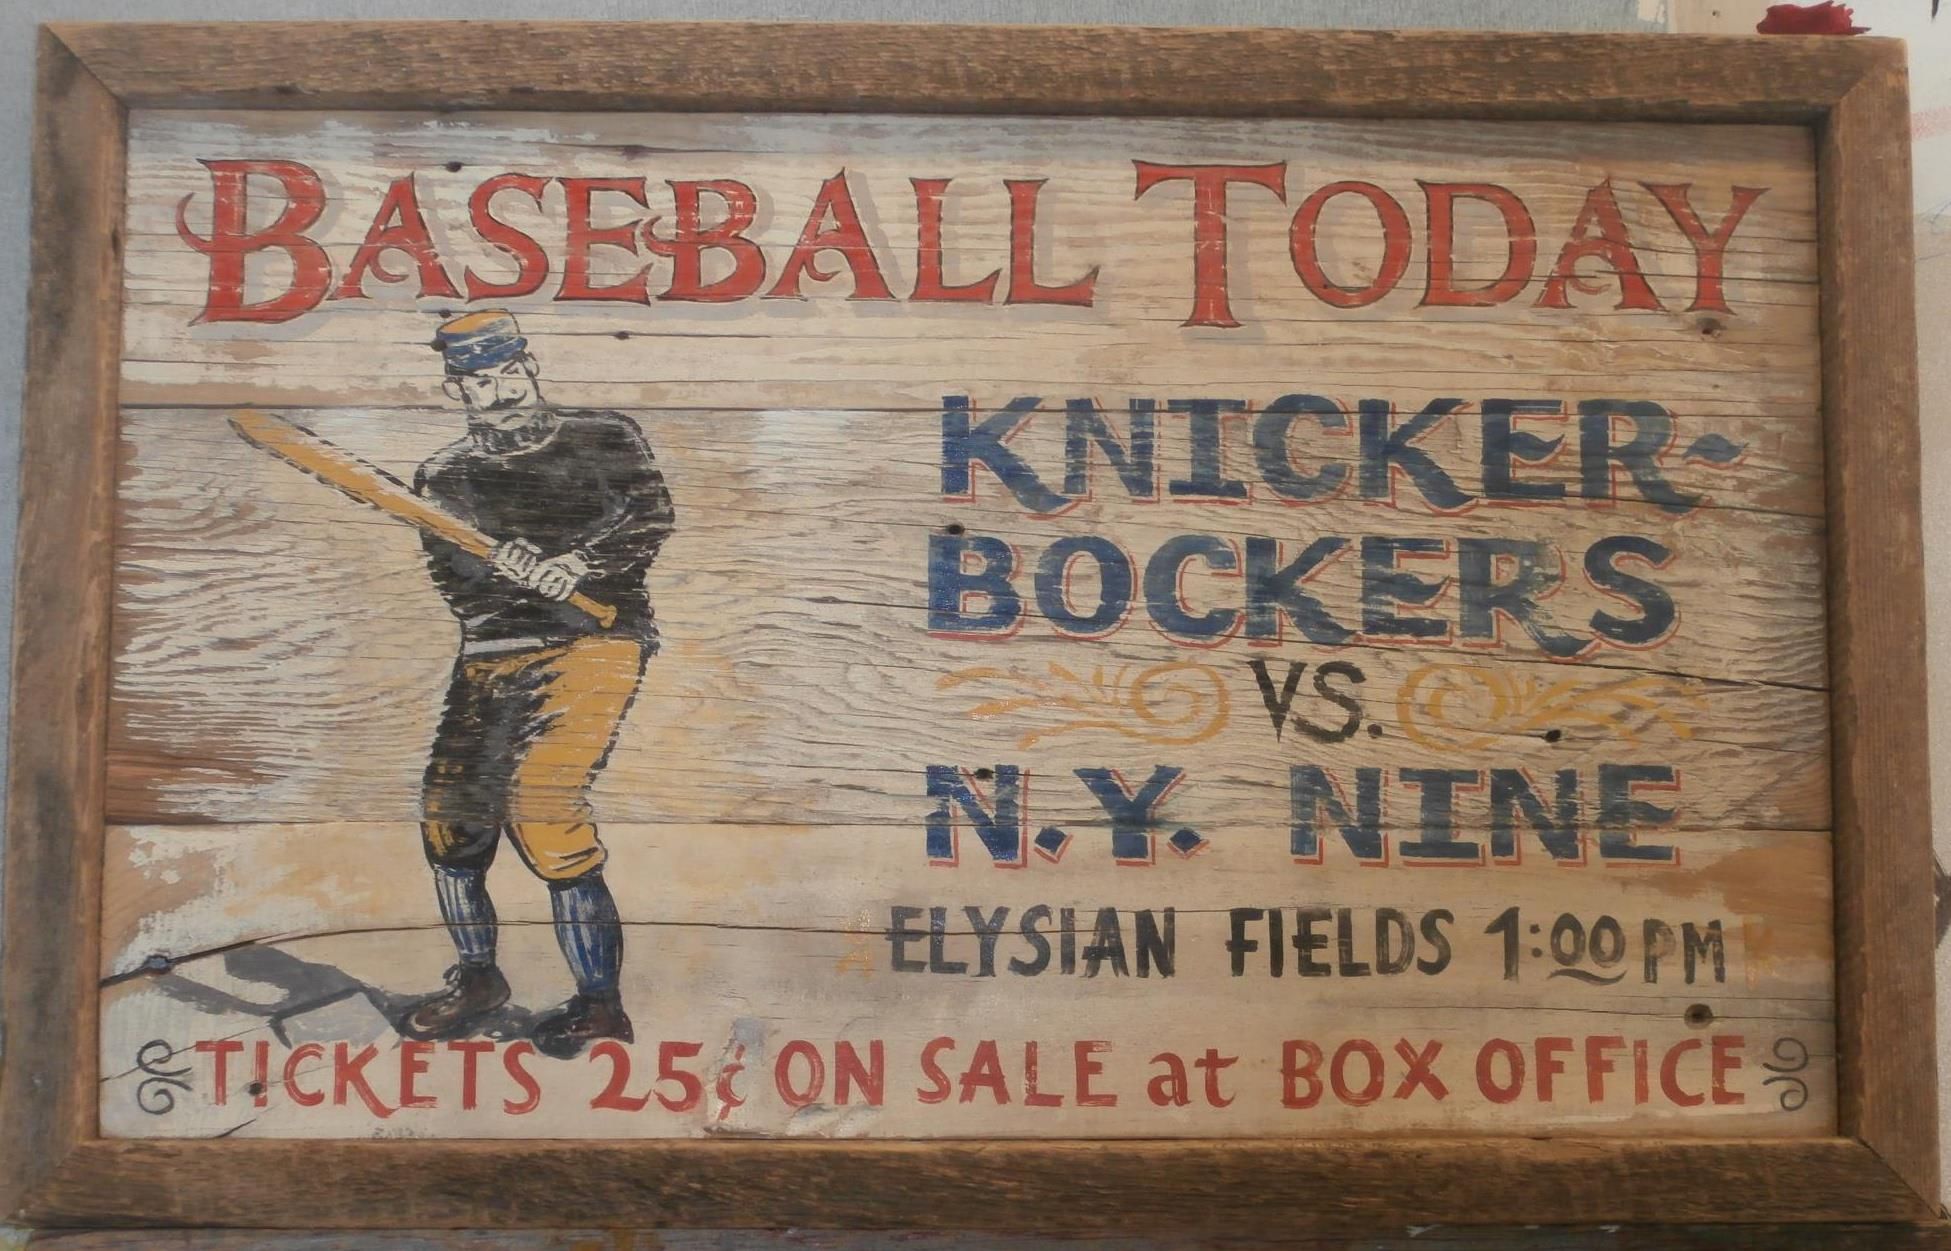 BASEBALL TODAY
KNICKER-
BOCKERS
VS.
N.Y. NINE
ELYSIAN FIELDS 1:00 PM
TICKETS 25¢ ON SALE at BOX OFFICE